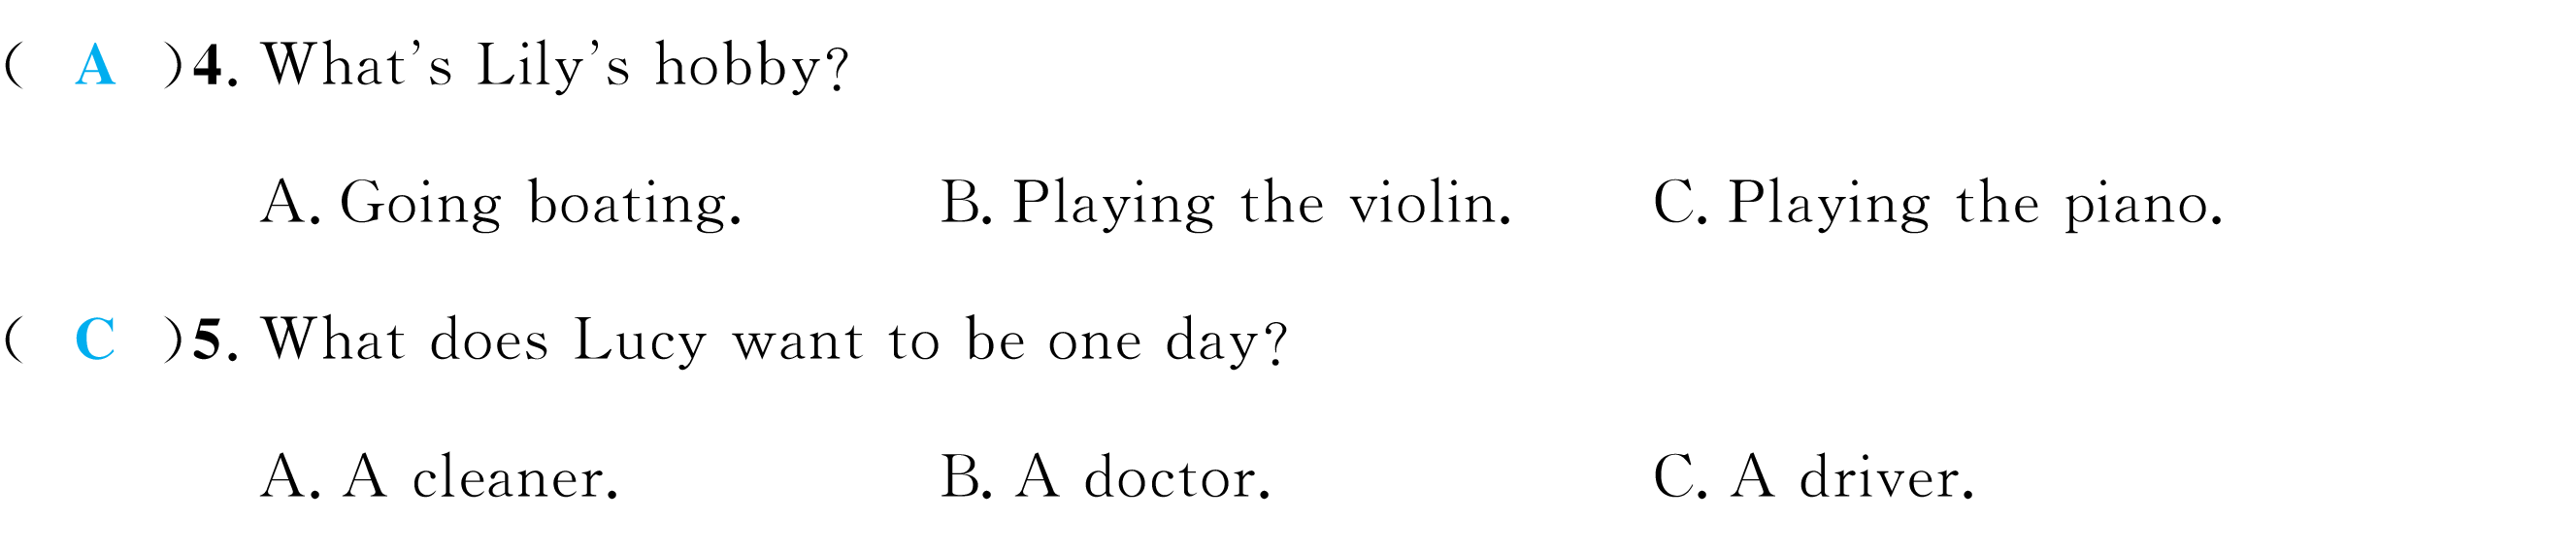 ( A )4. What's Lily's hobby?
A. Going boating. B. Playing the violin. C. Playing the piano.
( C )5. What does Lucy want to be one day?
A. A cleaner. B. A doctor. C. A driver.